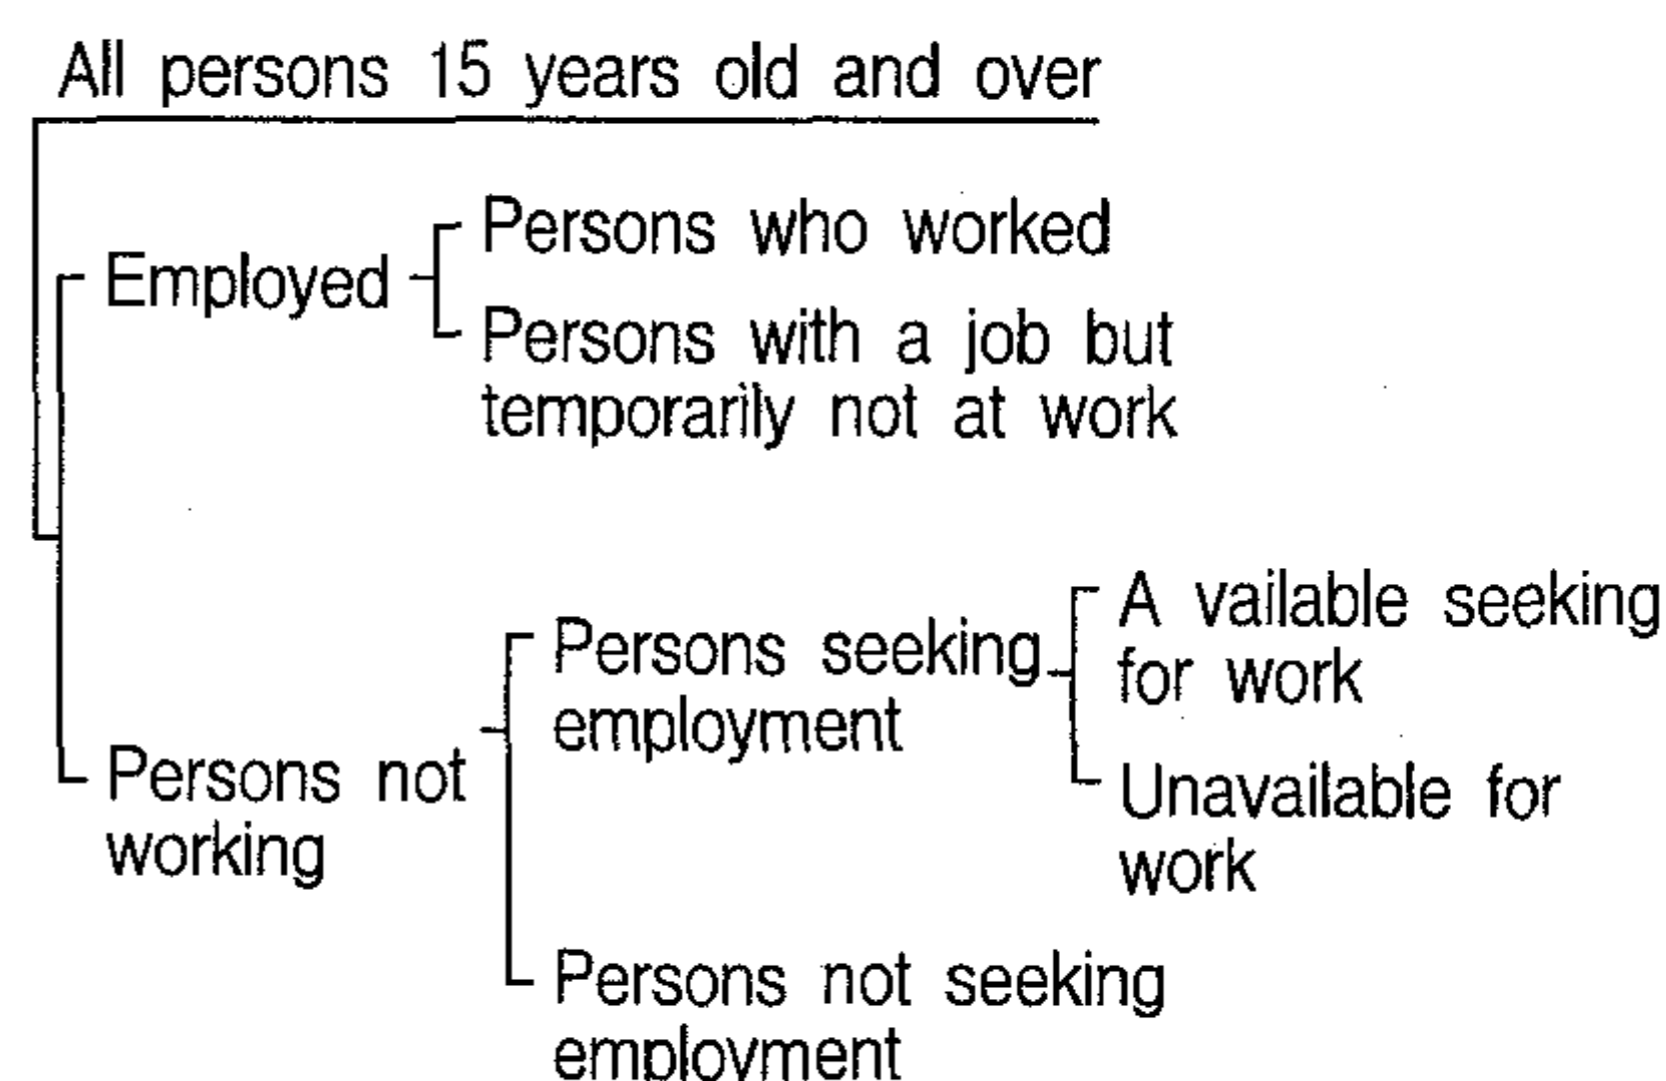 All persons 15 years old and over
Employed
Persons who worked
Persons with a job but
temporarily not at work
Persons not
working
Persons seeking
employment
A vailable seeking
for work
Unavailable for
work
Persons not seeking
employment